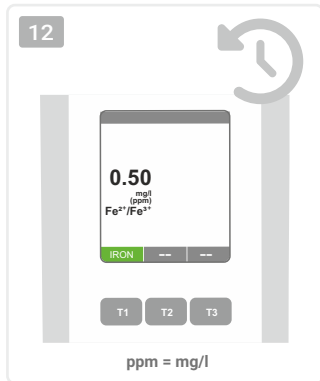 12
0.50
mg/l
(ppm)
Fe²⁺/Fe³⁺
IRON -- --
T1 T2 T3
ppm = mg/l